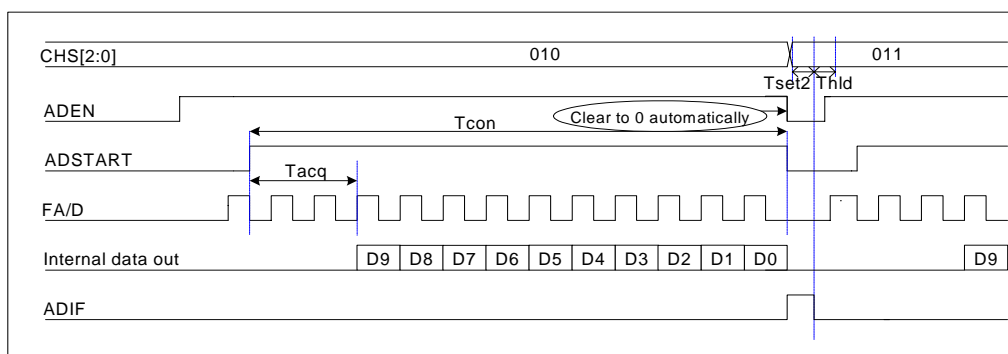 CHS[2:0] 010 011
Tset2 Thld
ADEN
Clear to 0 automatically
Tcon
ADSTART
Tacq
FA/D
Internal data out D9 D8 D7 D6 D5 D4 D3 D2 D1 D0 D9
ADIF